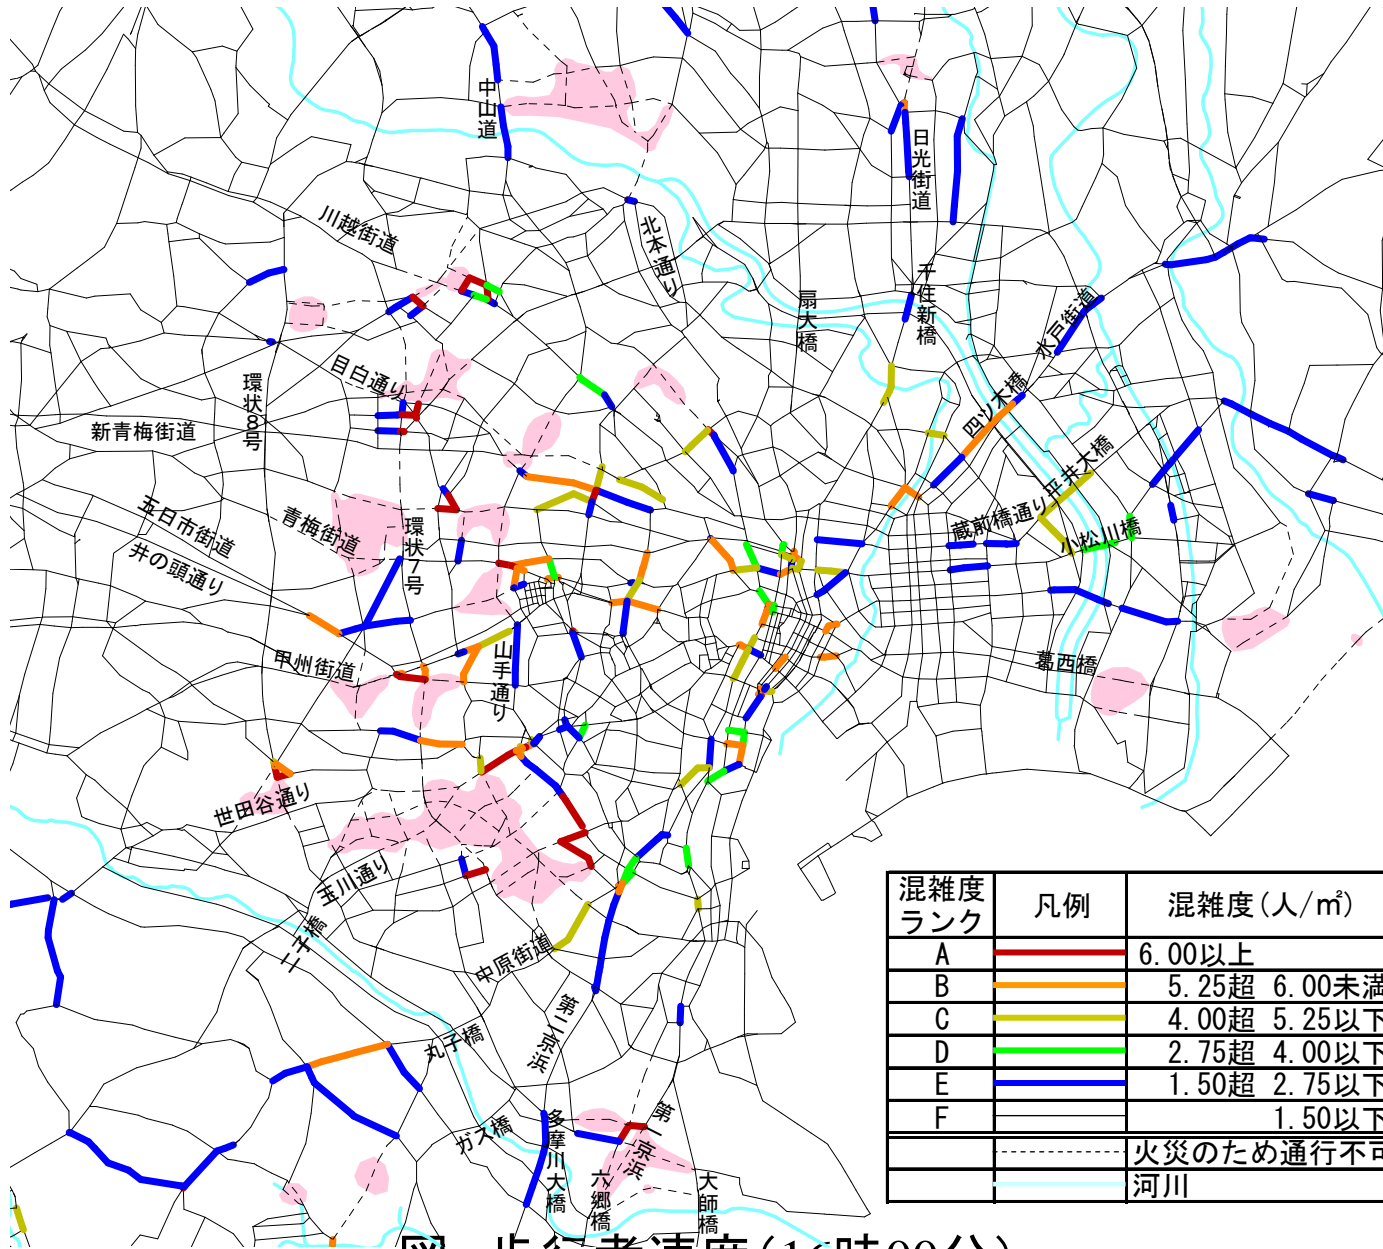 中山道
日光街道
川越街道
北本通り
扇大橋
千住新橋
水戸街道
目白通り
環状8号
新青梅街道
四ツ木橋
平井大橋
五日市街道
青梅街道
環状7号
井の頭通り
蔵前橋通り
小松川橋
甲州街道
山手通り
葛西橋
世田谷通り
玉川通り
二子橋
中原街道
第二京浜
丸子橋
ガス橋
多摩川大橋
六郷橋
第一京浜
大師橋
混雑度ランク 凡例 混雑度(人/㎡)
A 6.00以上
B 5.25超 6.00未満
C 4.00超 5.25以下
D 2.75超 4.00以下
E 1.50超 2.75以下
F 1.50以下
火災のため通行不可
河川